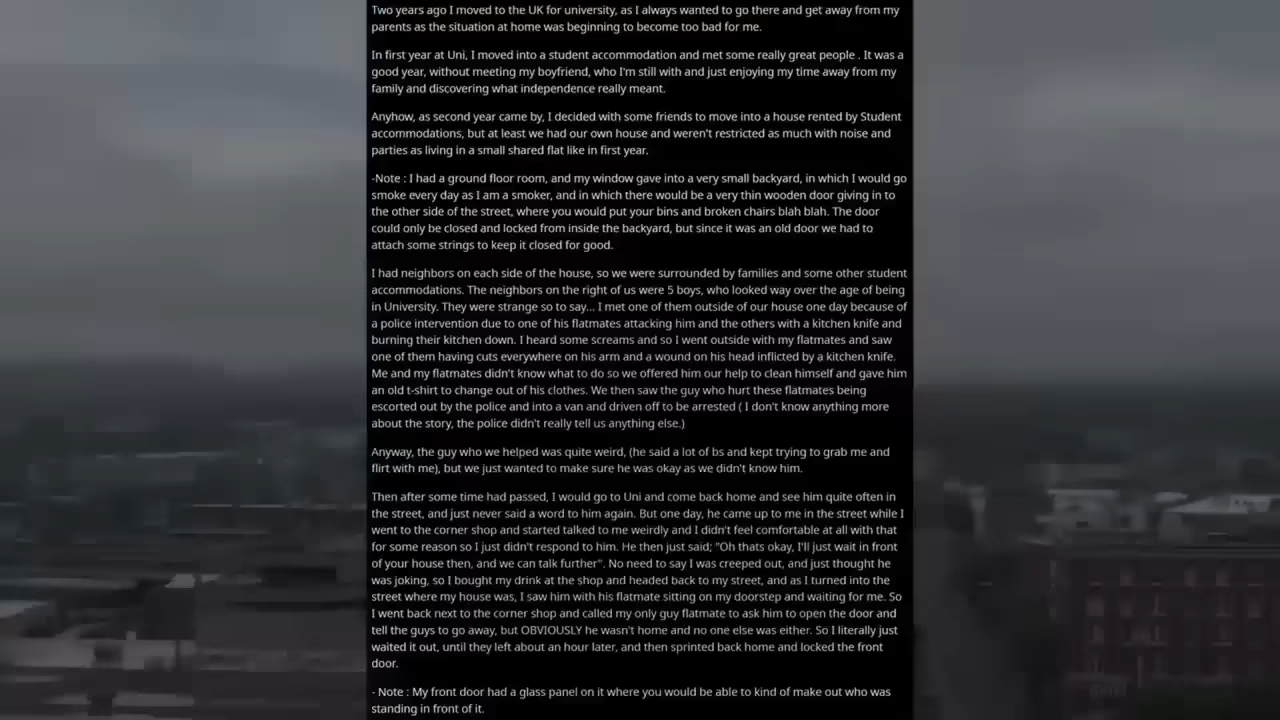 Two years ago I moved to the UK for university, as I always wanted to go there and get away from my
parents as the situation at home was beginning to become too bad for me.
In first year at Uni, I moved into a student accommodation and met some really great people . It was a
good year, without meeting my boyfriend, who I'm still with and just enjoying my time away from my
family and discovering what independence really meant.
Anyhow, as second year came by, I decided with some friends to move into a house rented by Student
accommodations, but at least we had our own house and weren't restricted as much with noise and
parties as living in a small shared flat like in first year.
-Note : I had a ground floor room, and my window gave into a very small backyard, in which I would go
smoke every day as I am a smoker, and in which there would be a very thin wooden door giving in to
the other side of the street, where you would put your bins and broken chairs blah blah. The door
could only be closed and locked from inside the backyard, but since it was an old door we had to
attach some strings to keep it closed for good.
I had neighbors on each side of the house, so we were surrounded by families and some other student
accommodations. The neighbors on the right of us were 5 boys, who looked way over the age of being
in University. They were strange so to say... I met one of them outside of our house one day because of
a police intervention due to one of his flatmates attacking him and the others with a kitchen knife and
burning their kitchen down. I heard some screams and so I went outside with my flatmates and saw
one of them having cuts everywhere on his arm and a wound on his head inflicted by a kitchen knife.
Me and my flatmates didn't know what to do so we offered him our help to clean himself and gave him
an old t-shirt to change out of his clothes. We then saw the guy who hurt these flatmates being
escorted out by the police and into a van and driven off to be arrested ( I don't know anything more
about the story, the police didn't really tell us anything else.)
Anyway, the guy who we helped was quite weird, (he said a lot of bs and kept trying to grab me and
flirt with me), but we just wanted to make sure he was okay as we didn't know him.
Then after some time had passed, I would go to Uni and come back home and see him quite often in
the street, and just never said a word to him again. But one day, he came up to me in the street while I
went to the corner shop and started talked to me weirdly and I didn't feel comfortable at all with that
for some reason so I just didn't respond to him. He then just said; "Oh thats okay, I'll just wait in front
of your house then, and we can talk further". No need to say I was creeped out, and just thought he
was joking, so I bought my drink at the shop and headed back to my street, and as I turned into the
street where my house was, I saw him with his flatmate sitting on my doorstep and waiting for me. So
I went back next to the corner shop and called my only guy flatmate to ask him to open the door and
tell the guys to go away, but OBVIOUSLY he wasn't home and no one else was either. So I literally just
waited it out, until they left about an hour later, and then sprinted back home and locked the front
door.
- Note : My front door had a glass panel on it where you would be able to kind of make out who was
standing in front of it.